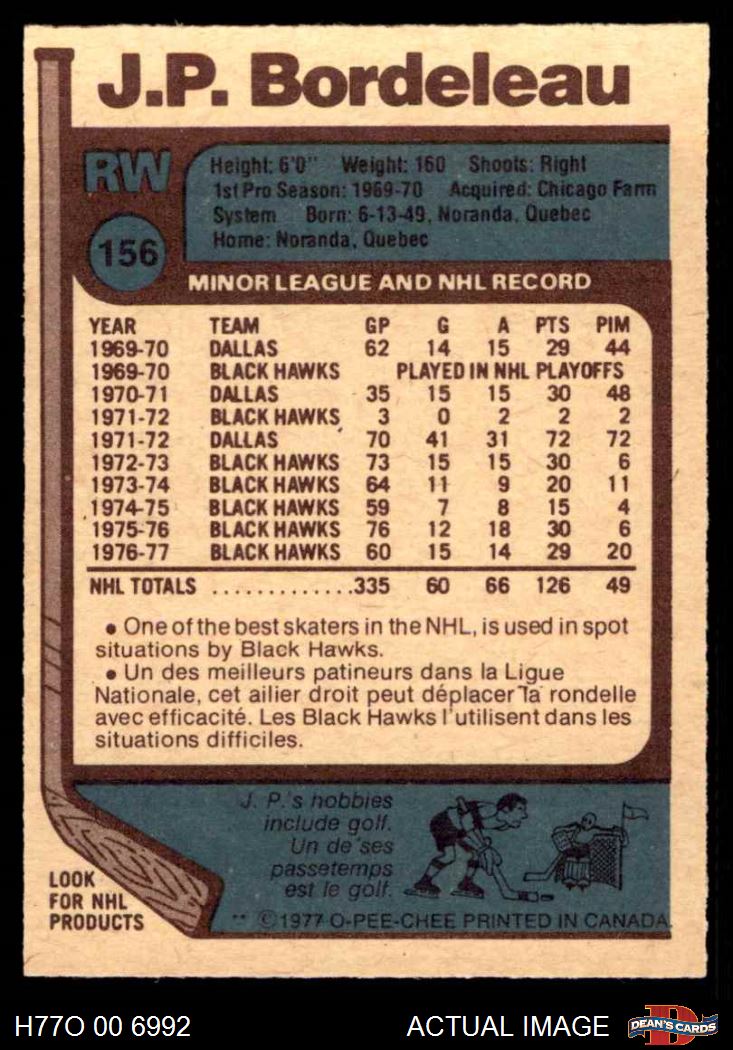 J.P. Bordeleau
RW
156
Height: 6'0" Weight: 160 Shoots: Right
1st Pro Season: 1969-70 Acquired: Chicago Farm
System Born: 6-13-49, Noranda, Quebec
Home: Noranda, Quebec
MINOR LEAGUE AND NHL RECORD
YEAR TEAM GP G A PTS PIM
1969-70 DALLAS 62 14 15 29 44
1969-70 BLACK HAWKS PLAYED IN NHL PLAYOFFS
1970-71 DALLAS 35 15 15 30 48
1971-72 BLACK HAWKS 3 0 2 2 2
1971-72 DALLAS 70 41 31 72 72
1972-73 BLACK HAWKS 73 15 15 30 6
1973-74 BLACK HAWKS 64 11 9 20 11
1974-75 BLACK HAWKS 59 7 8 15 4
1975-76 BLACK HAWKS 76 12 18 30 6
1976-77 BLACK HAWKS 60 15 14 29 20
NHL TOTALS .............335 60 66 126 49
• One of the best skaters in the NHL, is used in spot
situations by Black Hawks.
• Un des meilleurs patineurs dans la Ligue
Nationale, cet ailier droit peut déplacer la rondelle
avec efficacité. Les Black Hawks l'utilisent dans les
situations difficiles.
J. P.'s hobbies
include golf.
Un de ses
passetemps
est le golf.
LOOK
FOR NHL
PRODUCTS
** ©1977 O-PEE-CHEE PRINTED IN CANADA
H77O 00 6992
ACTUAL IMAGE
D
DEAN'S CARDS